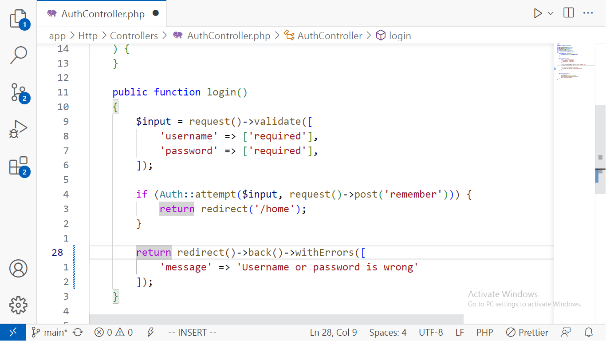 AuthController.php
app > Http > Controllers > AuthController.php > AuthController > login
14 ) {
13 }
12
11 public function login()
10 {
9 $input = request()->validate([
8 'username' => ['required'],
7 'password' => ['required'],
6 ]);
5
4 if (Auth::attempt($input, request()->post('remember'))) {
3 return redirect('/home');
2 }
1
28 return redirect()->back()->withErrors([
1 'message' => 'Username or password is wrong'
2 ]);
3 }
4
1
2
2
Activate Windows
Go to PC settings to activate Windows.
main* 0 0 -- INSERT -- Ln 28, Col 9 Spaces: 4 UTF-8 LF PHP Prettier